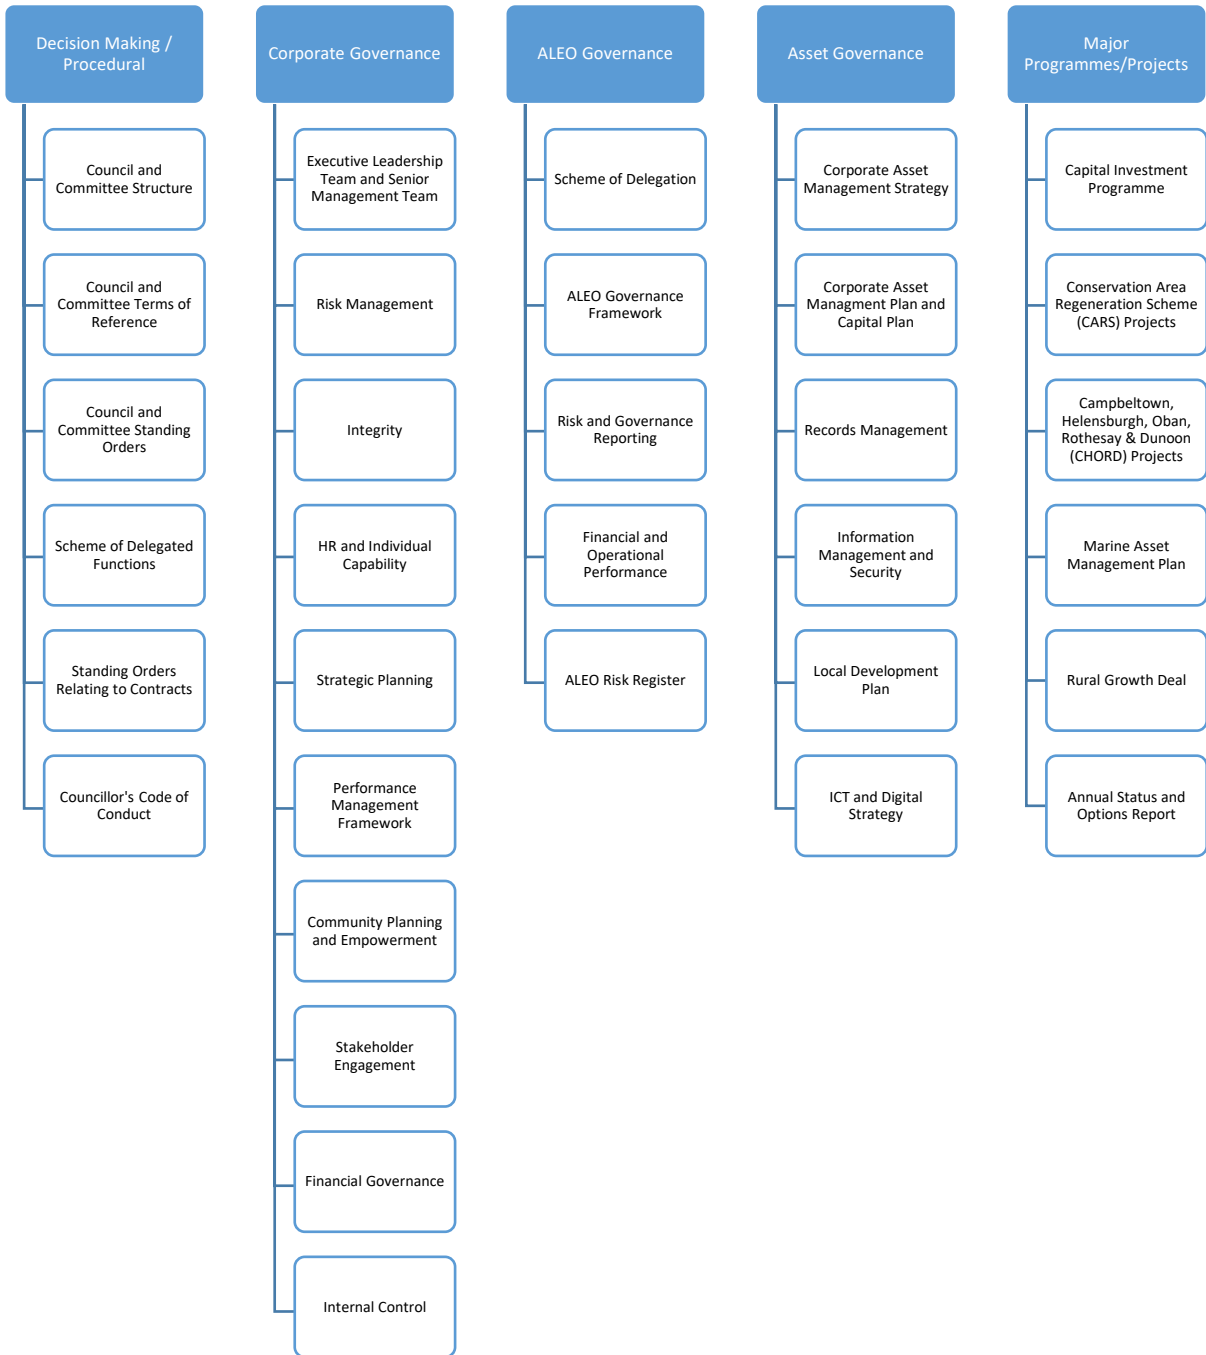 Decision Making /
Procedural
Council and
Committee Structure
Council and
Committee Terms of
Reference
Council and
Committee Standing
Orders
Scheme of Delegated
Functions
Standing Orders
Relating to Contracts
Councillor's Code of
Conduct
Corporate Governance
Executive Leadership
Team and Senior
Management Team
Risk Management
Integrity
HR and Individual
Capability
Strategic Planning
Performance
Management
Framework
Community Planning
and Empowerment
Stakeholder
Engagement
Financial Governance
Internal Control
ALEO Governance
Scheme of Delegation
ALEO Governance
Framework
Risk and Governance
Reporting
Financial and
Operational
Performance
ALEO Risk Register
Asset Governance
Corporate Asset
Management Strategy
Corporate Asset
Managment Plan and
Capital Plan
Records Management
Information
Management and
Security
Local Development
Plan
ICT and Digital
Strategy
Major
Programmes/Projects
Capital Investment
Programme
Conservation Area
Regeneration Scheme
(CARS) Projects
Campbeltown,
Helensburgh, Oban,
Rothesay & Dunoon
(CHORD) Projects
Marine Asset
Management Plan
Rural Growth Deal
Annual Status and
Options Report